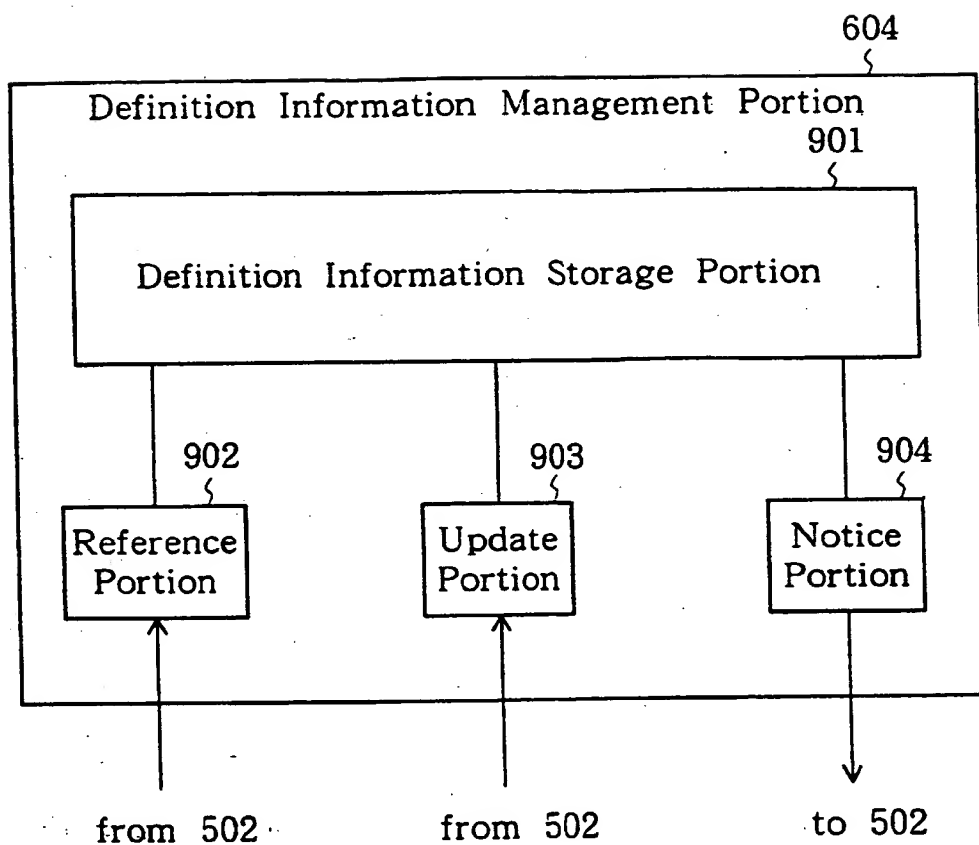 604
Definition Information Management Portion
901
Definition Information Storage Portion
902
903
904
Reference
Portion
Update
Portion
Notice
Portion
from 502
from 502
to 502